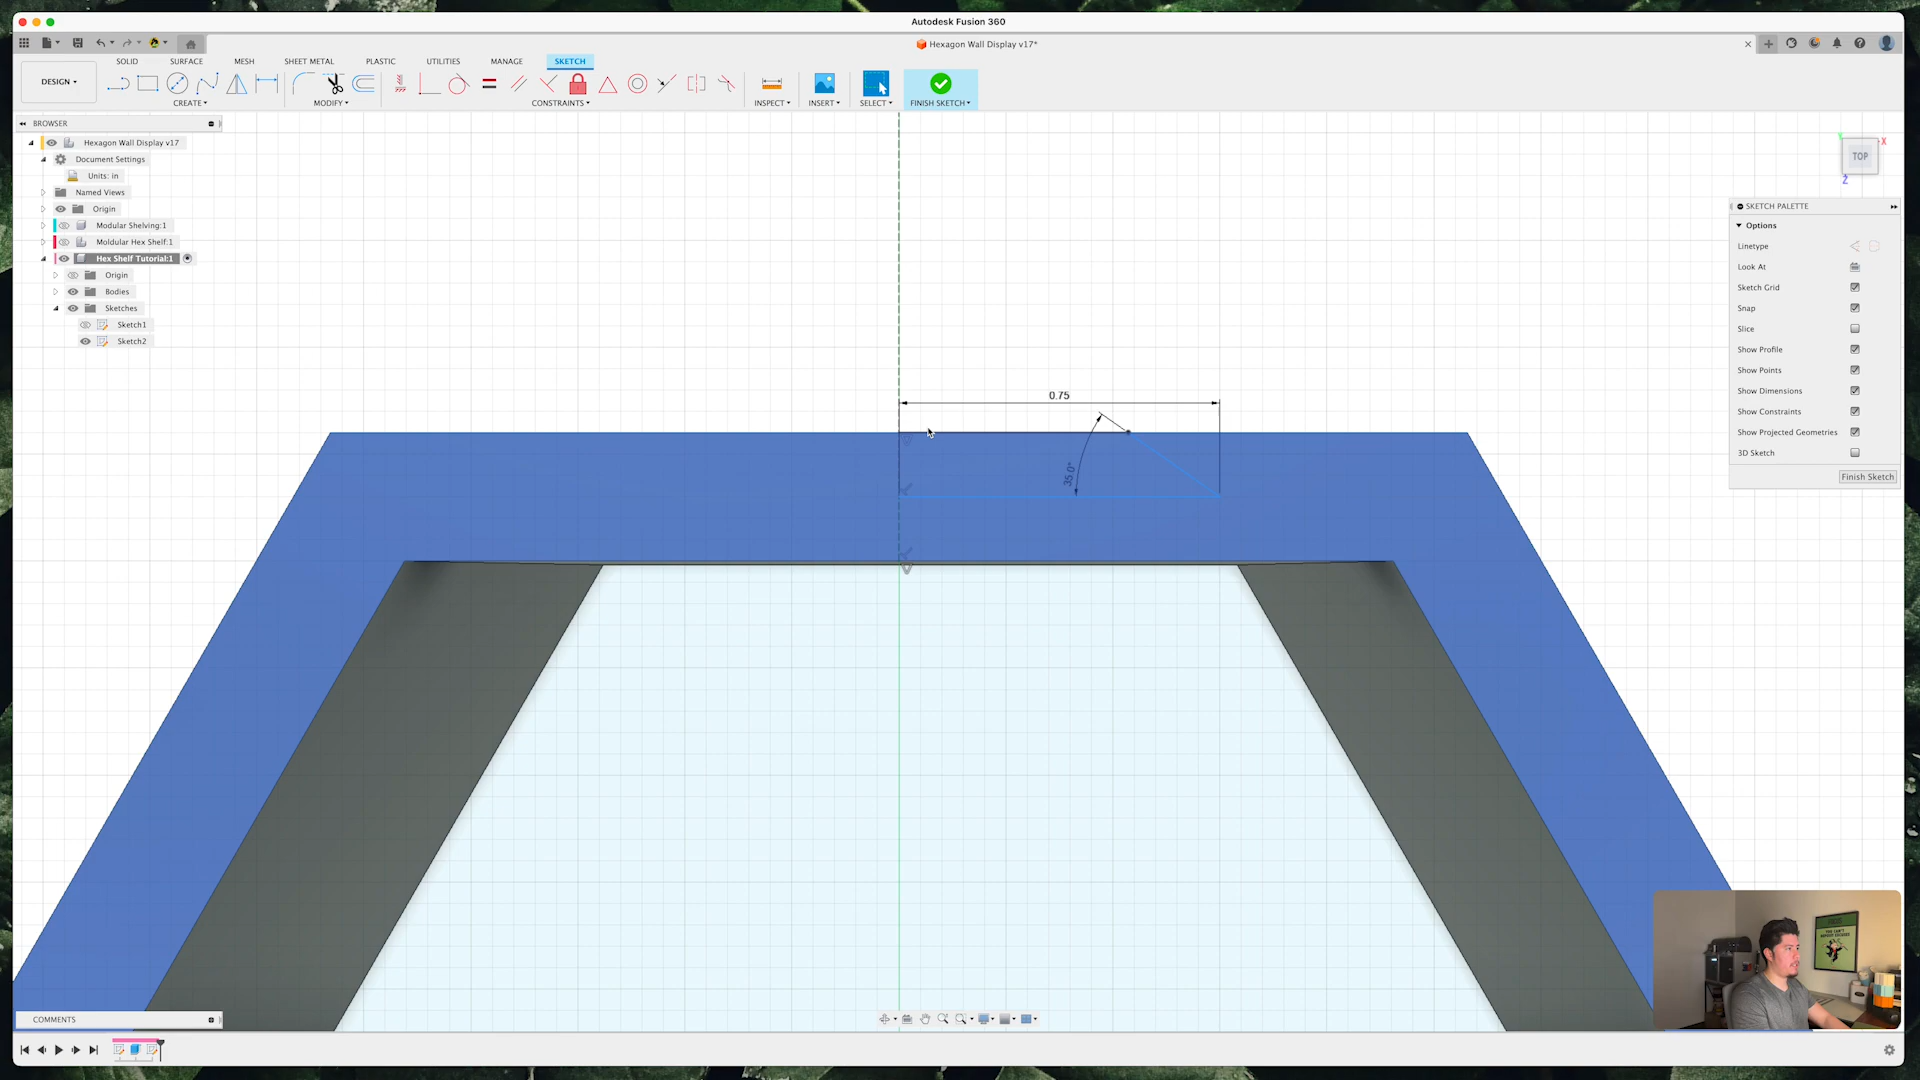 Autodesk Fusion 360
Hexagon Wall Display v17*
DESIGN
SOLID
SURFACE
MESH
SHEET METAL
PLASTIC
UTILITIES
MANAGE
SKETCH
CREATE
MODIFY
CONSTRAINTS
INSPECT
INSERT
SELECT
FINISH SKETCH
BROWSER
Hexagon Wall Display v17
Document Settings
Units: in
Named Views
Origin
Modular Shelving:1
Moldular Hex Shelf:1
Hex Shelf Tutorial:1
Origin
Bodies
Sketches
Sketch1
Sketch2
0.75
35.0°
TOP
X
Y
Z
SKETCH PALETTE
Options
Linetype
Look At
Sketch Grid
Snap
Slice
Show Profile
Show Points
Show Dimensions
Show Constraints
Show Projected Geometries
3D Sketch
Finish Sketch
COMMENTS